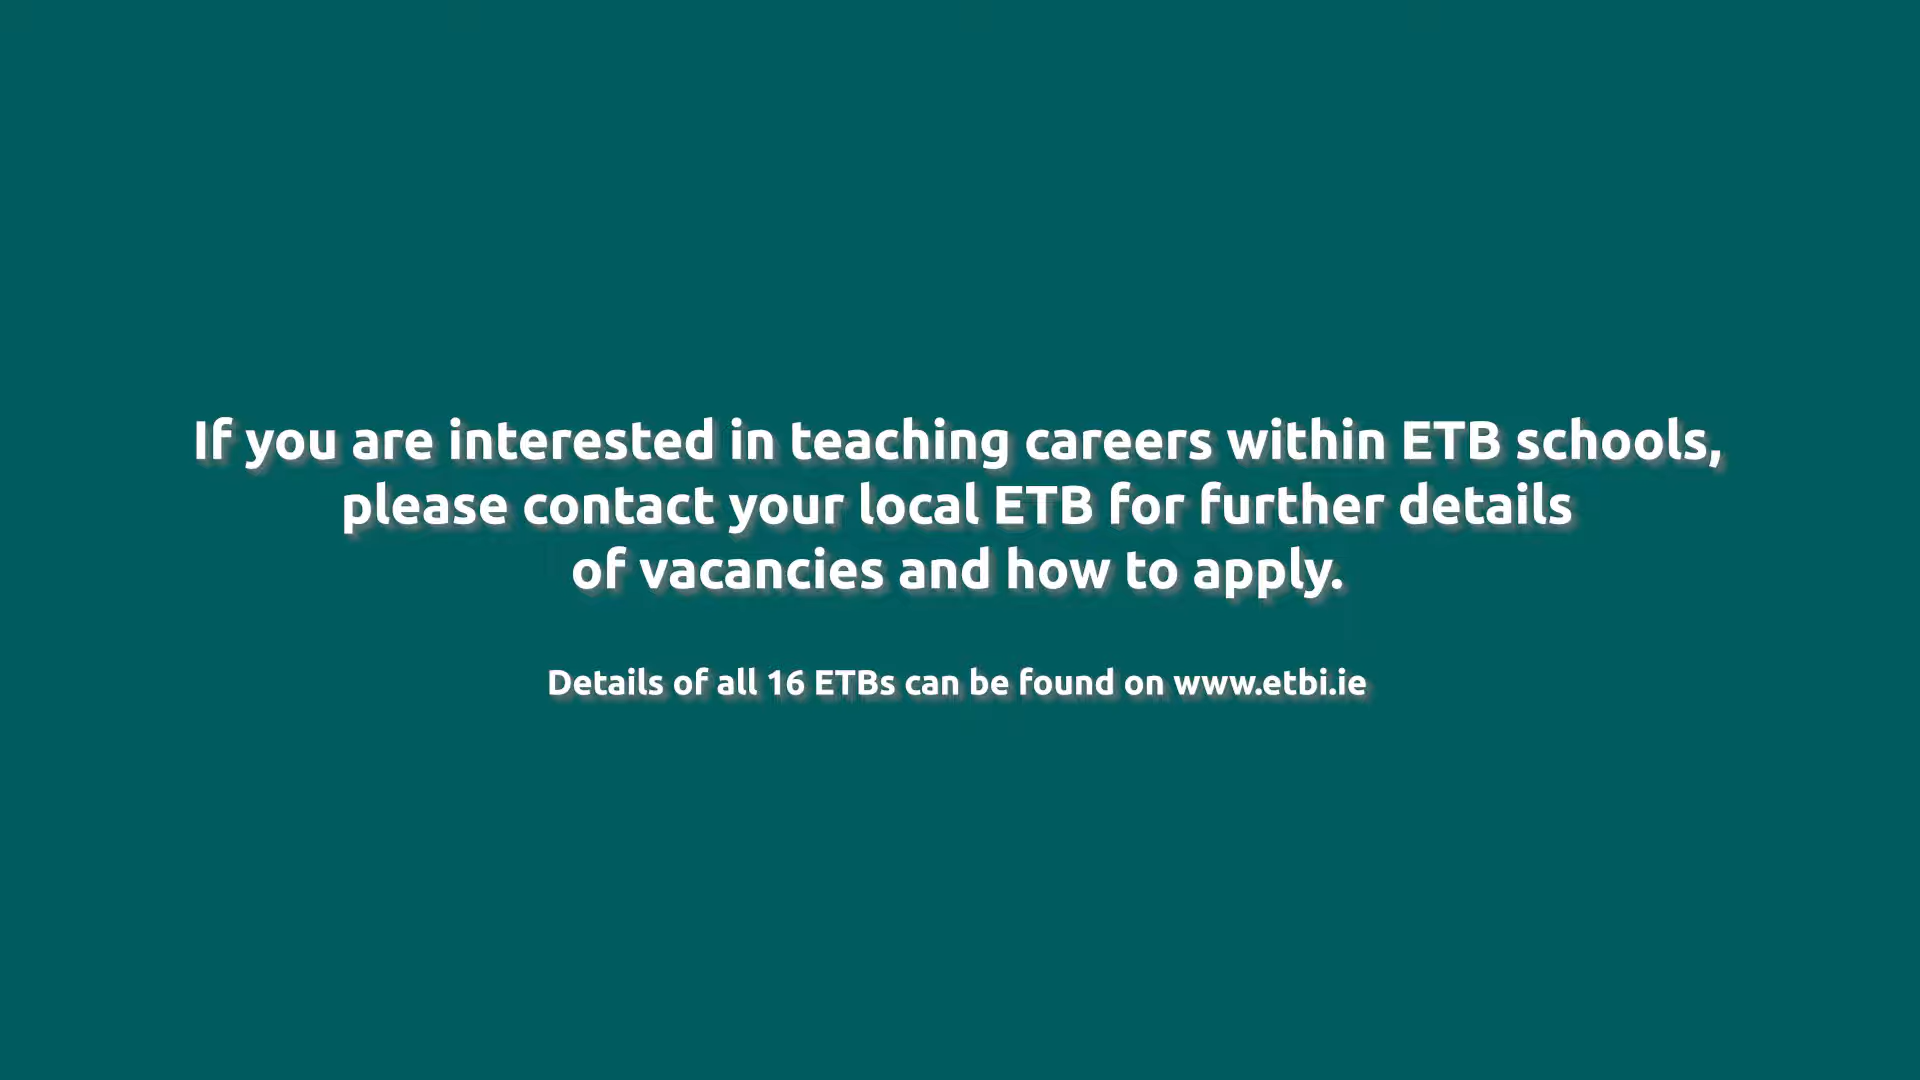 If you are interested in teaching careers within ETB schools,
please contact your local ETB for further details
of vacancies and how to apply.
Details of all 16 ETBs can be found on www.etbi.ie